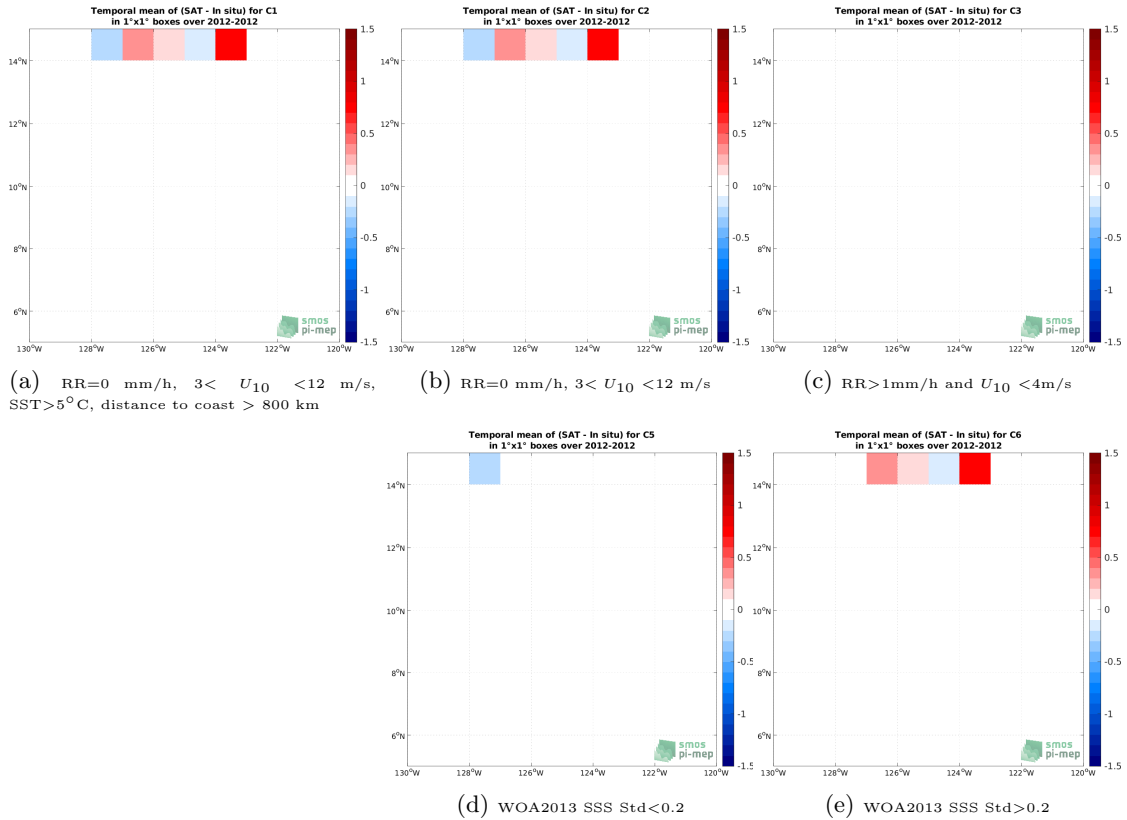 Temporal mean of (SAT - In situ) for C1
in 1°x1° boxes over 2012-2012
1.5
1
0.5
0
-0.5
-1
-1.5
14°N
12°N
10°N
8°N
6°N
130°W
128°W
126°W
124°W
122°W
120°W
smos
pi-mep
(a) RR=0 mm/h, 3< U10 <12 m/s,
SST>5°C, distance to coast > 800 km
Temporal mean of (SAT - In situ) for C2
in 1°x1° boxes over 2012-2012
1.5
1
0.5
0
-0.5
-1
-1.5
14°N
12°N
10°N
8°N
6°N
130°W
128°W
126°W
124°W
122°W
120°W
smos
pi-mep
(b) RR=0 mm/h, 3< U10 <12 m/s
Temporal mean of (SAT - In situ) for C3
in 1°x1° boxes over 2012-2012
1.5
1
0.5
0
-0.5
-1
-1.5
14°N
12°N
10°N
8°N
6°N
130°W
128°W
126°W
124°W
122°W
120°W
smos
pi-mep
(c) RR>1mm/h and U10 <4m/s
Temporal mean of (SAT - In situ) for C5
in 1°x1° boxes over 2012-2012
1.5
1
0.5
0
-0.5
-1
-1.5
14°N
12°N
10°N
8°N
6°N
130°W
128°W
126°W
124°W
122°W
120°W
smos
pi-mep
(d) WOA2013 SSS Std<0.2
Temporal mean of (SAT - In situ) for C6
in 1°x1° boxes over 2012-2012
1.5
1
0.5
0
-0.5
-1
-1.5
14°N
12°N
10°N
8°N
6°N
130°W
128°W
126°W
124°W
122°W
120°W
smos
pi-mep
(e) WOA2013 SSS Std>0.2